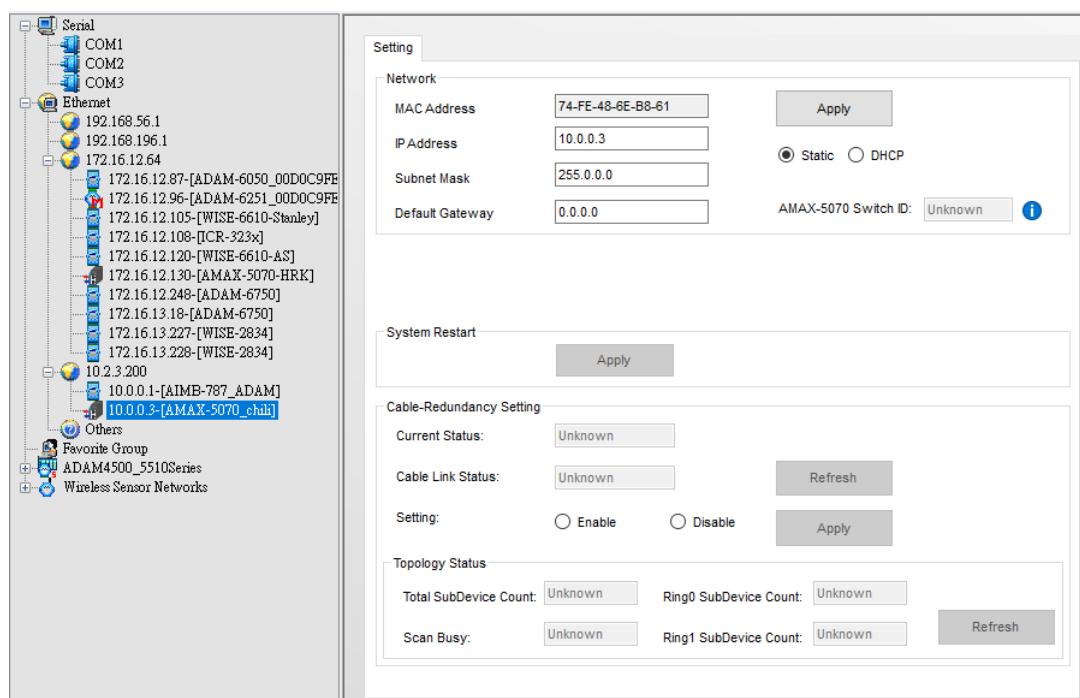 Serial
COM1
COM2
COM3
Ethernet
192.168.56.1
192.168.196.1
172.16.12.64
172.16.12.87-[ADAM-6050_00D0C9FE
172.16.12.96-[ADAM-6251_00D0C9FE
172.16.12.105-[WISE-6610-Stanley]
172.16.12.108-[ICR-323x]
172.16.12.120-[WISE-6610-AS]
172.16.12.130-[AMAX-5070-HRK]
172.16.12.248-[ADAM-6750]
172.16.13.18-[ADAM-6750]
172.16.13.227-[WISE-2834]
172.16.13.228-[WISE-2834]
10.2.3.200
10.0.0.1-[AIMB-787_ADAM]
10.0.0.3-[AMAX-5070_chili]
Others
Favorite Group
ADAM4500_5510Series
Wireless Sensor Networks
Setting
Network
MAC Address 74-FE-48-6E-B8-61 Apply
IP Address 10.0.0.3
Static DHCP
Subnet Mask 255.0.0.0
Default Gateway 0.0.0.0 AMAX-5070 Switch ID: Unknown i
System Restart
Apply
Cable-Redundancy Setting
Current Status: Unknown
Cable Link Status: Unknown Refresh
Setting: Enable Disable Apply
Topology Status
Total SubDevice Count: Unknown Ring0 SubDevice Count: Unknown
Scan Busy: Unknown Ring1 SubDevice Count: Unknown Refresh